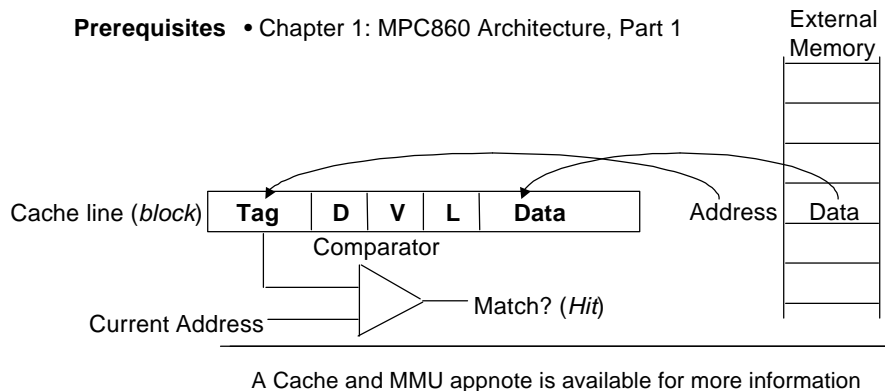 Prerequisites • Chapter 1: MPC860 Architecture, Part 1
External
Memory
Cache line (block) Tag D V L Data Address Data
Comparator
Match? (Hit)
Current Address
A Cache and MMU appnote is available for more information